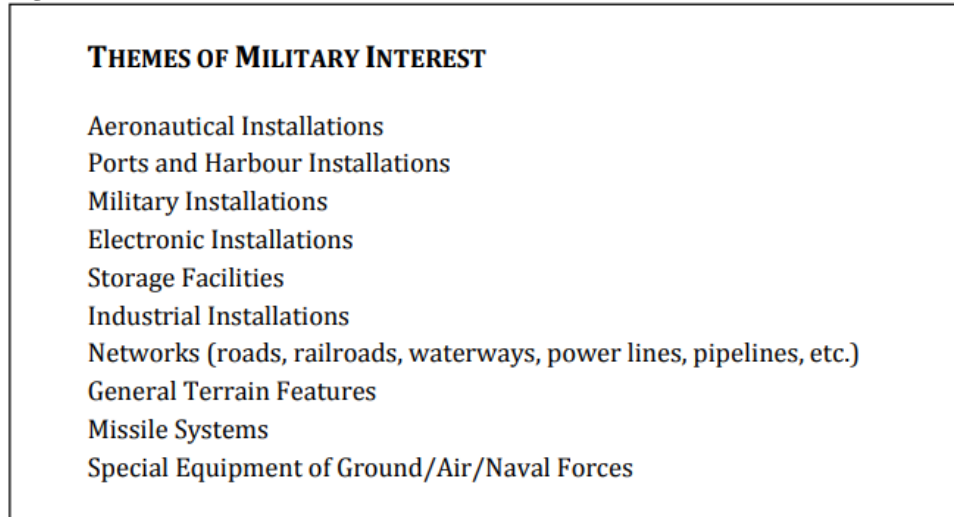 THEMES OF MILITARY INTEREST
Aeronautical Installations
Ports and Harbour Installations
Military Installations
Electronic Installations
Storage Facilities
Industrial Installations
Networks (roads, railroads, waterways, power lines, pipelines, etc.)
General Terrain Features
Missile Systems
Special Equipment of Ground/Air/Naval Forces